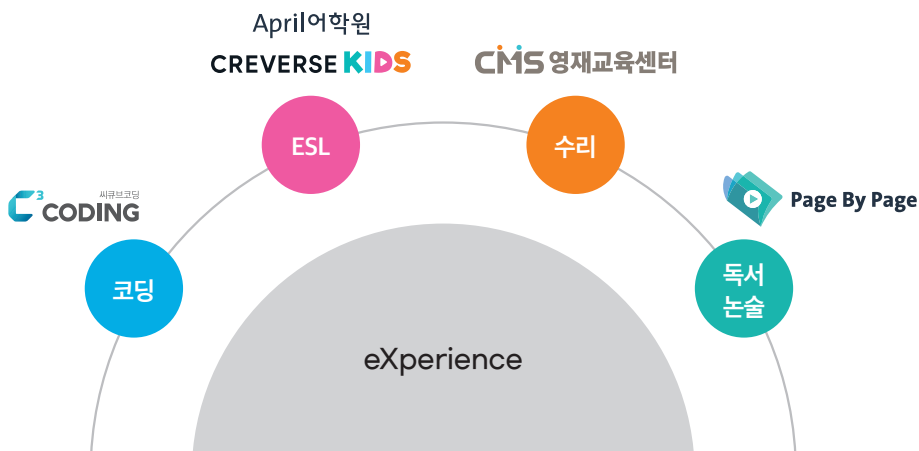 April어학원
CREVERSE KIDS
CMS 영재교육센터
ESL
수리
C³ 씨큐브코딩
CODING
Page By Page
코딩
독서
논술
eXperience